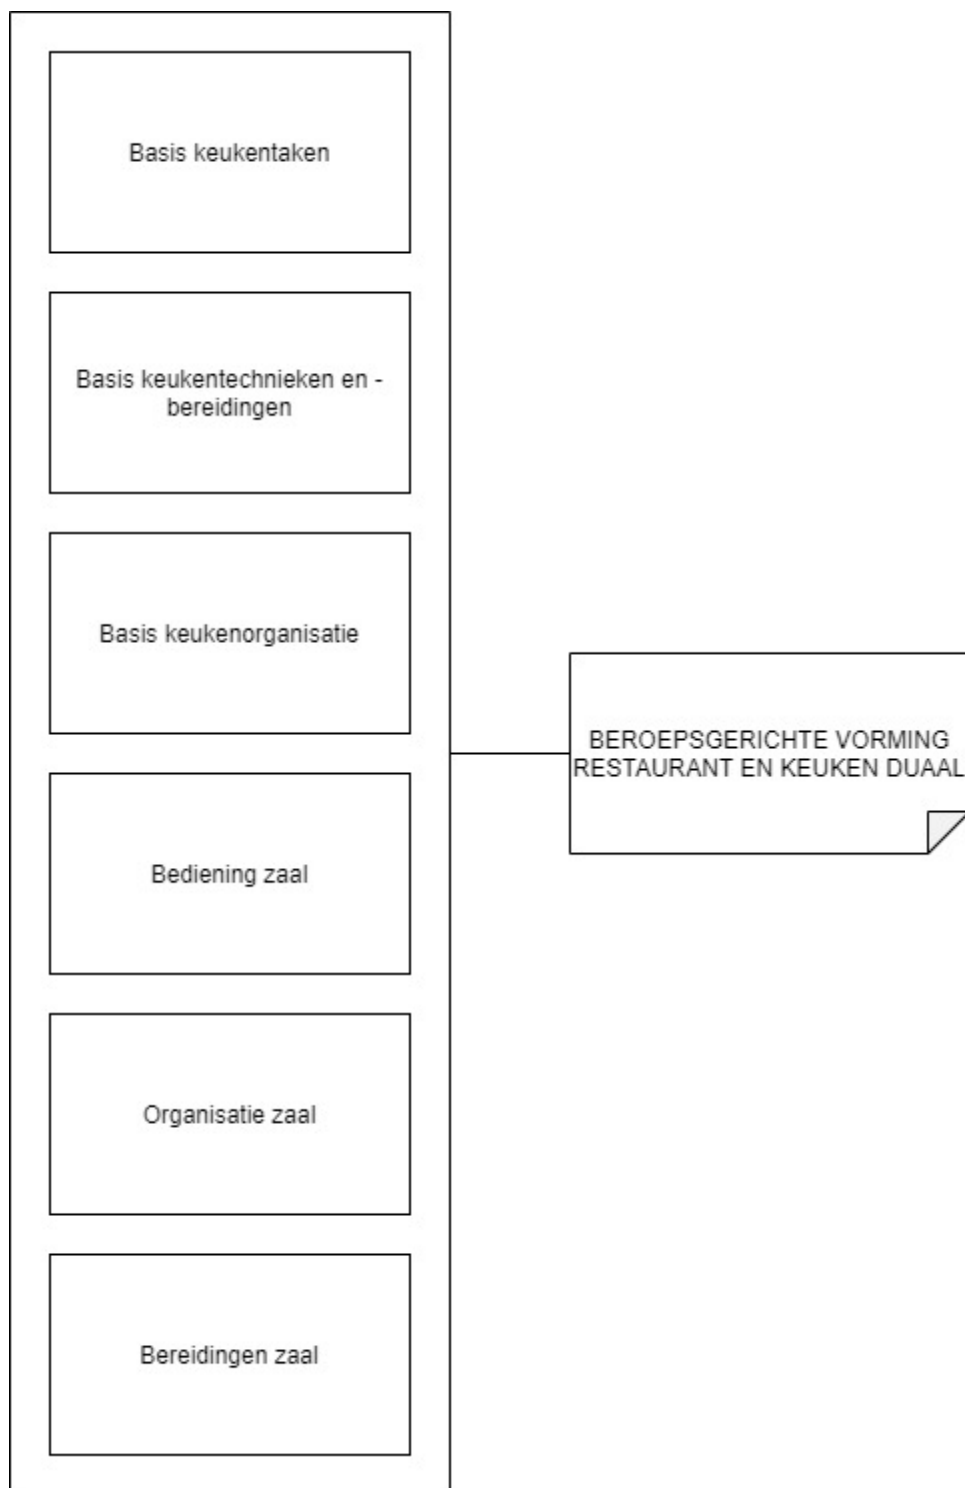 Basis keukentaken
Basis keukentechnieken en -
bereidingen
Basis keukenorganisatie
BEROEPSGERICHTE VORMING
RESTAURANT EN KEUKEN DUAAL
Bediening zaal
Organisatie zaal
Bereidingen zaal